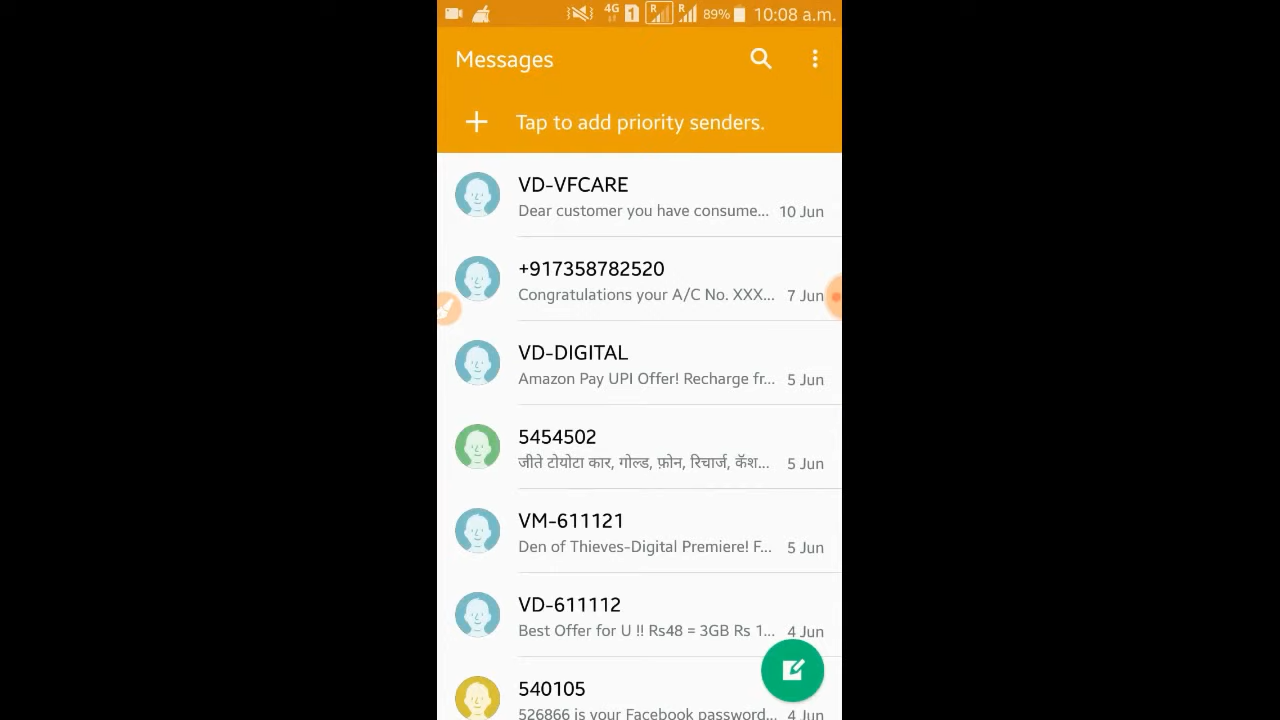 4G 1 R R 89% 10:08 a.m.
Messages
Tap to add priority senders.
VD-VFCARE
Dear customer you have consume... 10 Jun
+917358782520
Congratulations your A/C No. XXX... 7 Jun
VD-DIGITAL
Amazon Pay UPI Offer! Recharge fr... 5 Jun
5454502
जीते टोयोटा कार, गोल्ड, फ़ोन, रिचार्ज, कॅश... 5 Jun
VM-611121
Den of Thieves-Digital Premiere! F... 5 Jun
VD-611112
Best Offer for U !! Rs48 = 3GB Rs 1... 4 Jun
540105
526866 is your Facebook password... 4 Jun